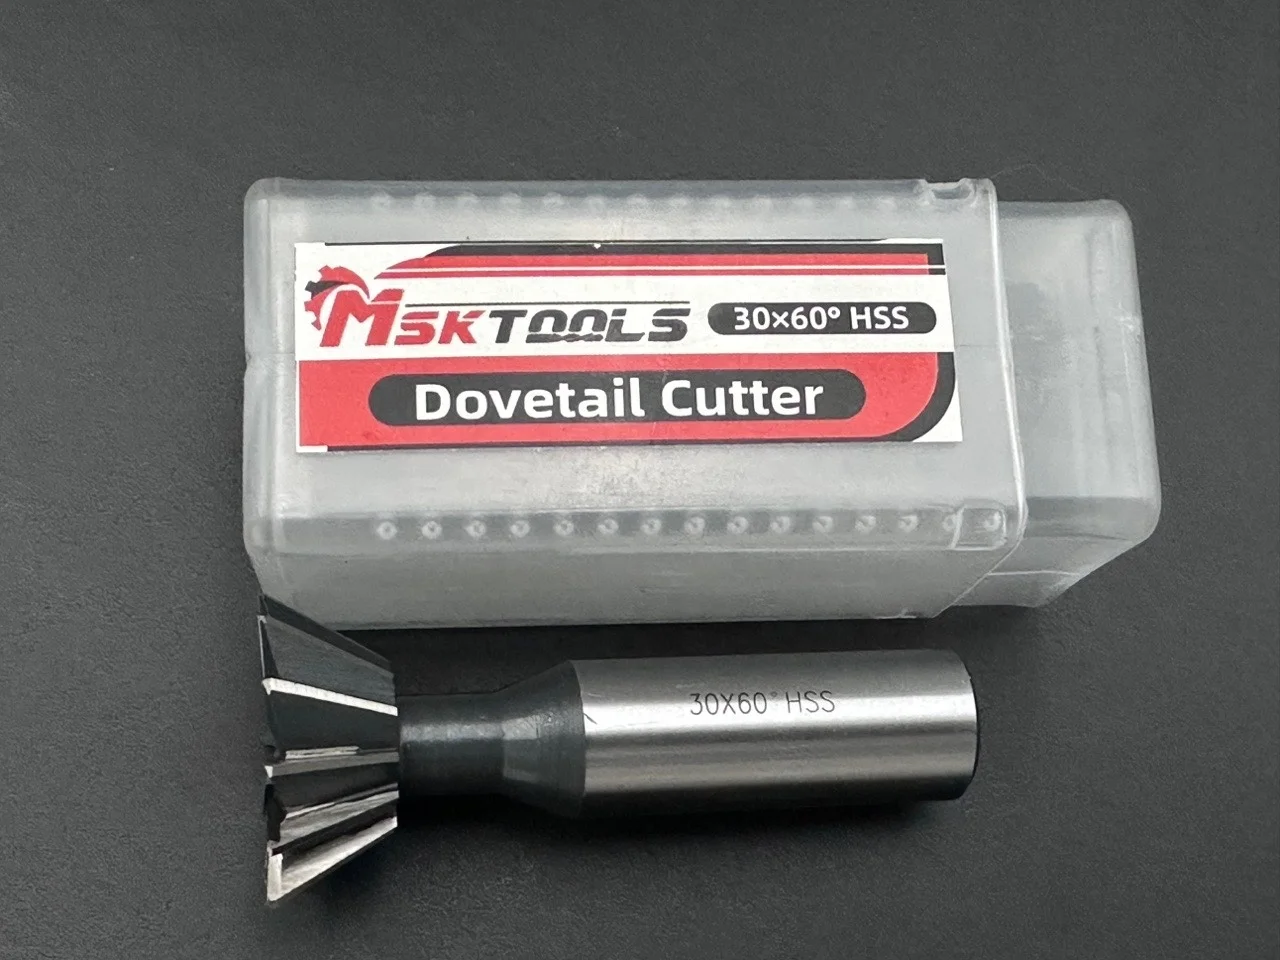 MSKTOOLS
30×60° HSS
Dovetail Cutter
30X60° HSS